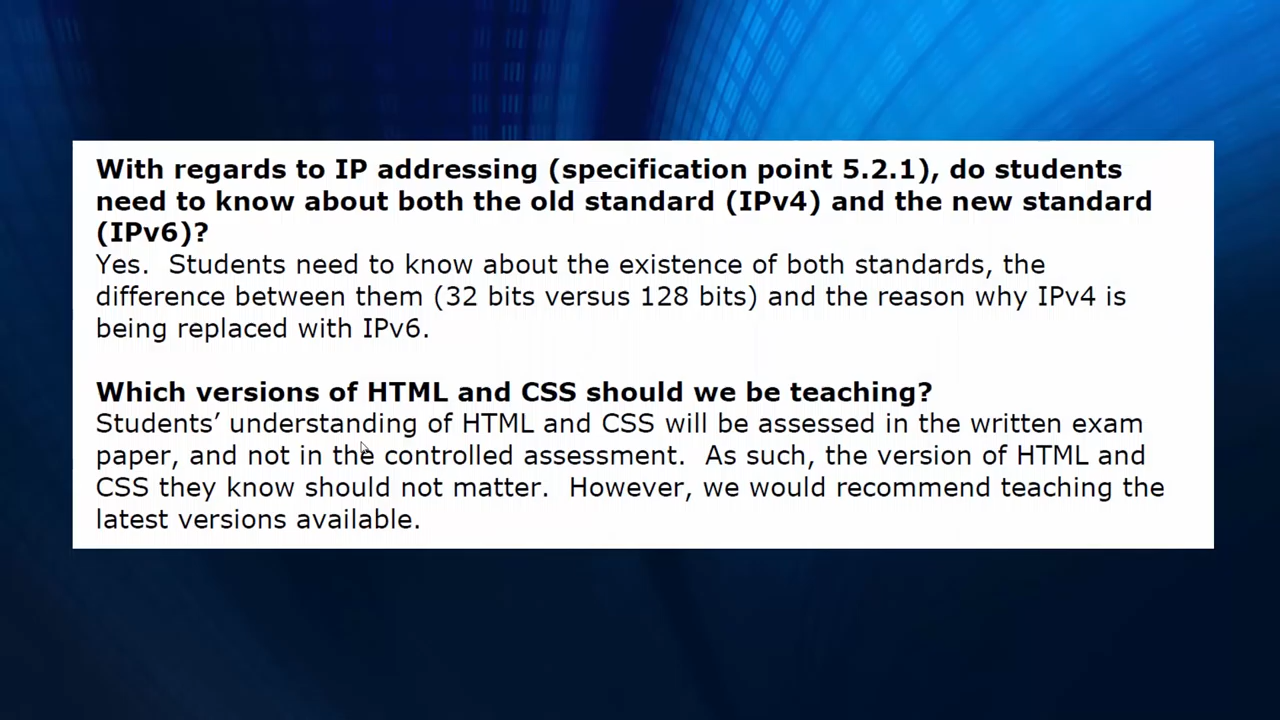 With regards to IP addressing (specification point 5.2.1), do students
need to know about both the old standard (IPv4) and the new standard
(IPv6)?
Yes.  Students need to know about the existence of both standards, the
difference between them (32 bits versus 128 bits) and the reason why IPv4 is
being replaced with IPv6.
Which versions of HTML and CSS should we be teaching?
Students’ understanding of HTML and CSS will be assessed in the written exam
paper, and not in the controlled assessment.  As such, the version of HTML and
CSS they know should not matter.  However, we would recommend teaching the
latest versions available.